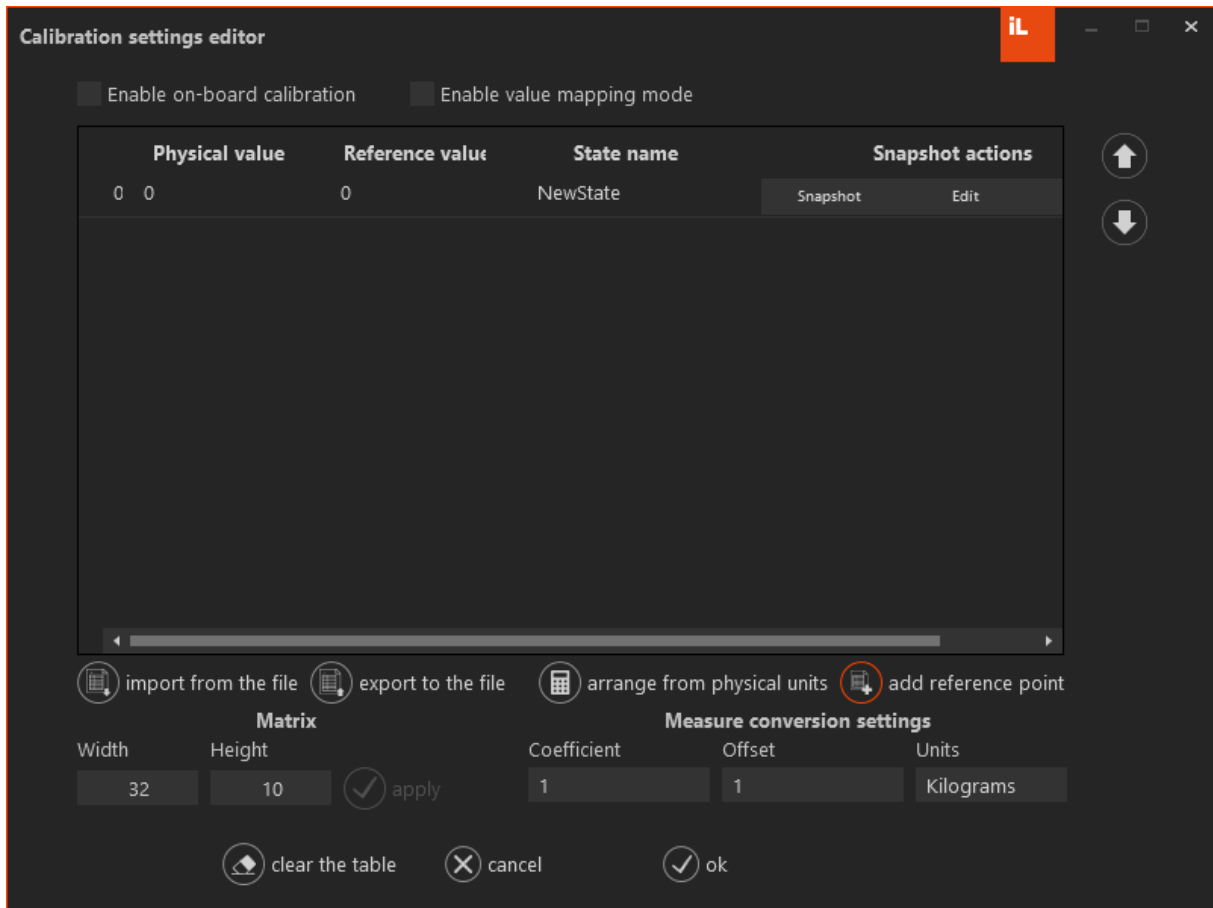 Calibration settings editor
iL
Enable on-board calibration Enable value mapping mode
Physical value Reference value State name Snapshot actions
0 0 0 NewState Snapshot Edit
import from the file export to the file arrange from physical units add reference point
Matrix Measure conversion settings
Width Height Coefficient Offset Units
32 10 apply 1 1 Kilograms
clear the table cancel ok